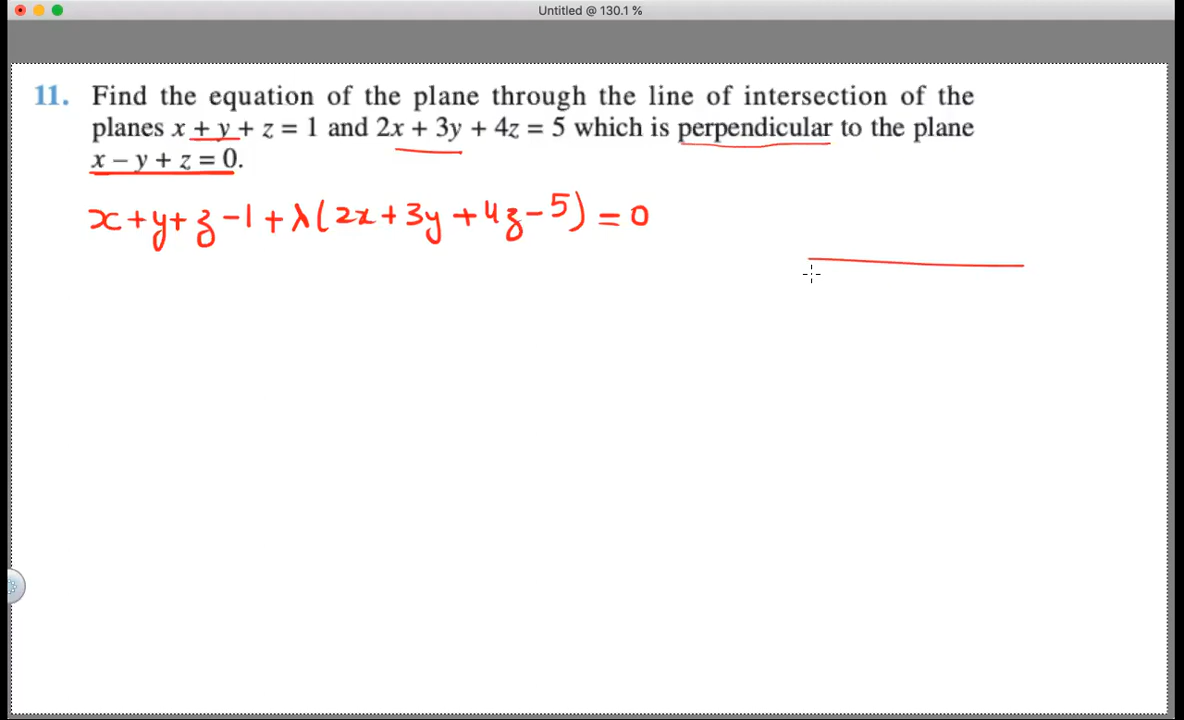 Untitled @ 130.1 %
11. Find the equation of the plane through the line of intersection of the
planes x + y + z = 1 and 2x + 3y + 4z = 5 which is perpendicular to the plane
x – y + z = 0.
x+y+z-1+λ(2x+3y+4z-5)=0